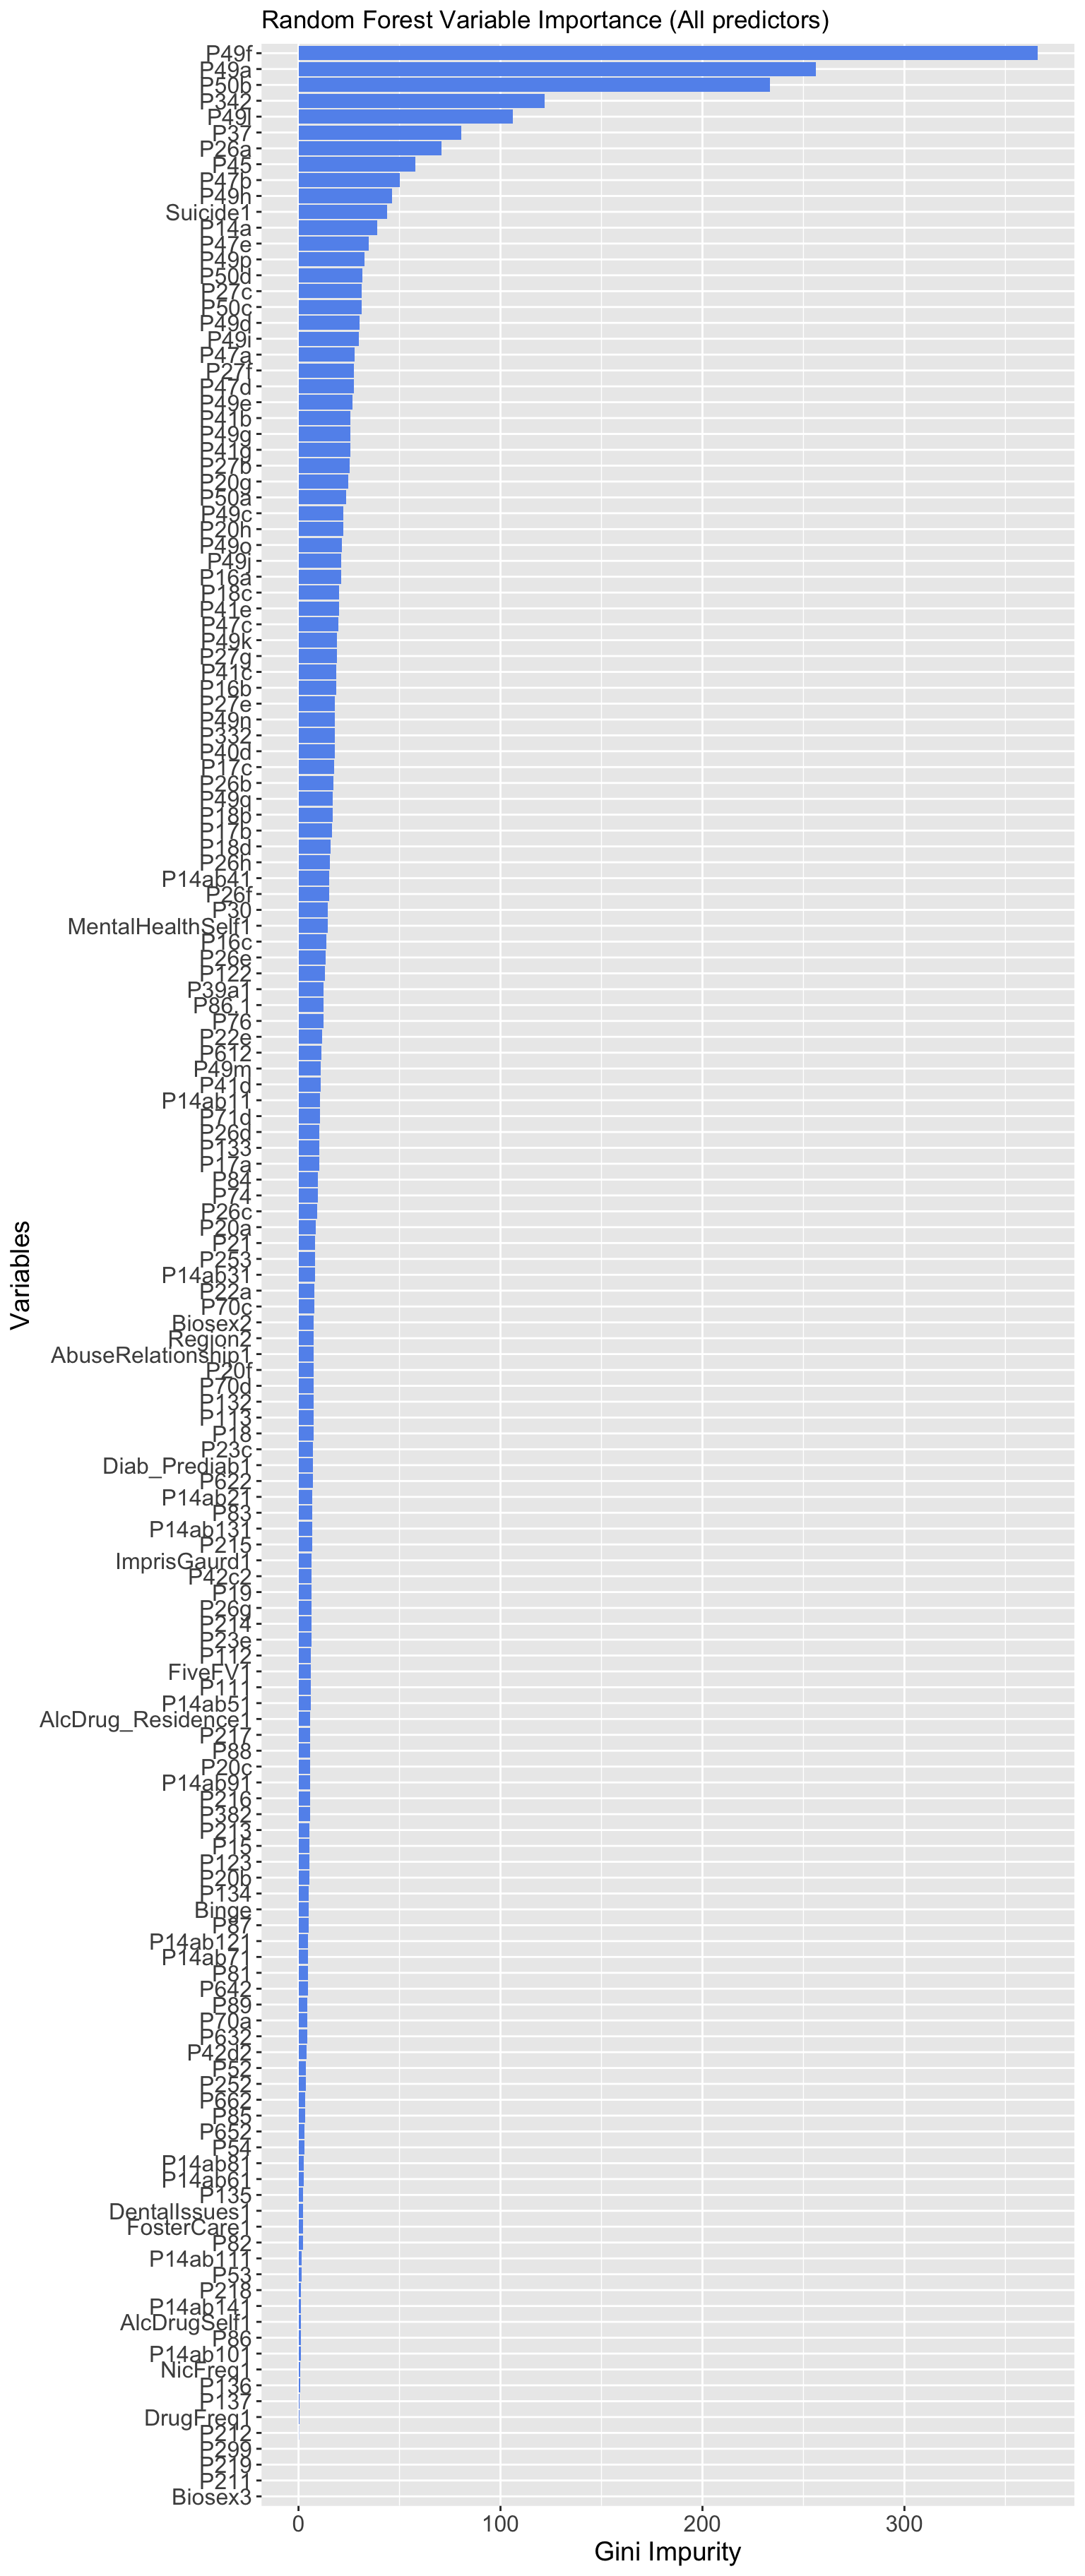 Random Forest Variable Importance (All predictors)
P49f
P49a
P50b
P342
P49l
P37
P26a
P45
P47b
P49h
Suicide1
P14a
P47e
P49p
P50d
P27c
P50c
P49d
P49i
P47a
P27f
P47d
P49e
P41b
P49g
P41g
P27b
P20g
P50a
P49c
P20h
P49o
P49j
P16a
P18c
P41e
P47c
P49k
P27g
P41c
P16b
P27e
P49n
P332
P40d
P17c
P26b
P49q
P18b
P17b
P18d
P26h
P14ab41
P26f
P30
MentalHealthSelf1
P16c
P26e
P122
P39a1
P86.1
P76
P22e
P612
P49m
P41d
P14ab11
P71d
P26d
P133
P17a
P84
P74
P26c
P20a
P21
P253
P14ab31
P22a
P70c
Biosex2
Region2
AbuseRelationship1
P20f
P70d
P132
P113
P18
P23c
Diab_Prediab1
P622
P14ab21
P83
P14ab131
P215
ImprisGaurd1
P42c2
P19
P26g
P214
P23e
P112
FiveFV1
P111
P14ab51
AlcDrug_Residence1
P217
P88
P20c
P14ab91
P216
P382
P213
P15
P123
P20b
P134
Binge
P87
P14ab121
P14ab71
P81
P642
P89
P70a
P632
P42d2
P52
P252
P662
P85
P652
P54
P14ab81
P14ab61
P135
DentalIssues1
FosterCare1
P82
P14ab111
P53
P218
P14ab141
AlcDrugSelf1
P86
P14ab101
NicFreq1
P136
P137
DrugFreq1
P212
P299
P219
P211
Biosex3
Variables
0 100 200 300
Gini Impurity